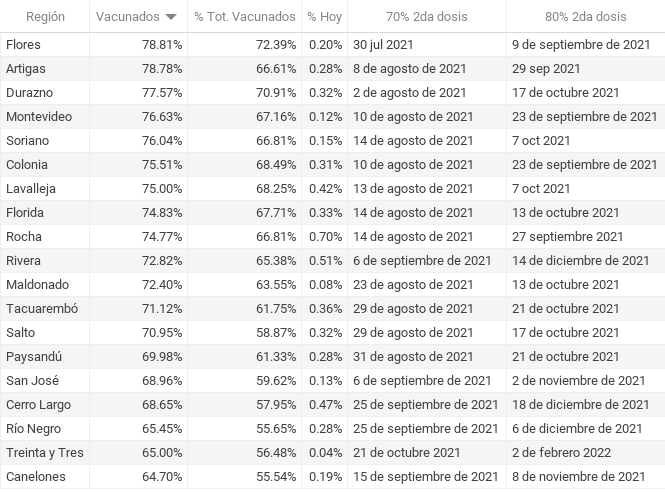 Región Vacunados % Tot. Vacunados % Hoy 70% 2da dosis 80% 2da dosis
Flores 78.81% 72.39% 0.20% 30 jul 2021 9 de septiembre de 2021
Artigas 78.78% 66.61% 0.28% 8 de agosto de 2021 29 sep 2021
Durazno 77.57% 70.91% 0.32% 2 de agosto de 2021 17 de octubre 2021
Montevideo 76.63% 67.16% 0.12% 10 de agosto de 2021 23 de septiembre de 2021
Soriano 76.04% 66.81% 0.15% 14 de agosto de 2021 7 oct 2021
Colonia 75.51% 68.49% 0.31% 10 de agosto de 2021 23 de septiembre de 2021
Lavalleja 75.00% 68.25% 0.42% 13 de agosto de 2021 7 oct 2021
Florida 74.83% 67.71% 0.33% 14 de agosto de 2021 13 de octubre 2021
Rocha 74.77% 66.81% 0.70% 14 de agosto de 2021 27 septiembre 2021
Rivera 72.82% 65.38% 0.51% 6 de septiembre de 2021 14 de diciembre de 2021
Maldonado 72.40% 63.55% 0.08% 23 de agosto de 2021 13 de octubre 2021
Tacuarembó 71.12% 61.75% 0.36% 29 de agosto de 2021 21 de octubre 2021
Salto 70.95% 58.87% 0.32% 29 de agosto de 2021 17 de octubre 2021
Paysandú 69.98% 61.33% 0.28% 31 de agosto de 2021 21 de octubre 2021
San José 68.96% 59.62% 0.13% 6 de septiembre de 2021 2 de noviembre de 2021
Cerro Largo 68.65% 57.95% 0.47% 25 de septiembre de 2021 18 de diciembre de 2021
Río Negro 65.45% 55.65% 0.28% 25 de septiembre de 2021 6 de diciembre de 2021
Treinta y Tres 65.00% 56.48% 0.04% 21 de octubre 2021 2 de febrero 2022
Canelones 64.70% 55.54% 0.19% 15 de septiembre de 2021 8 de noviembre de 2021